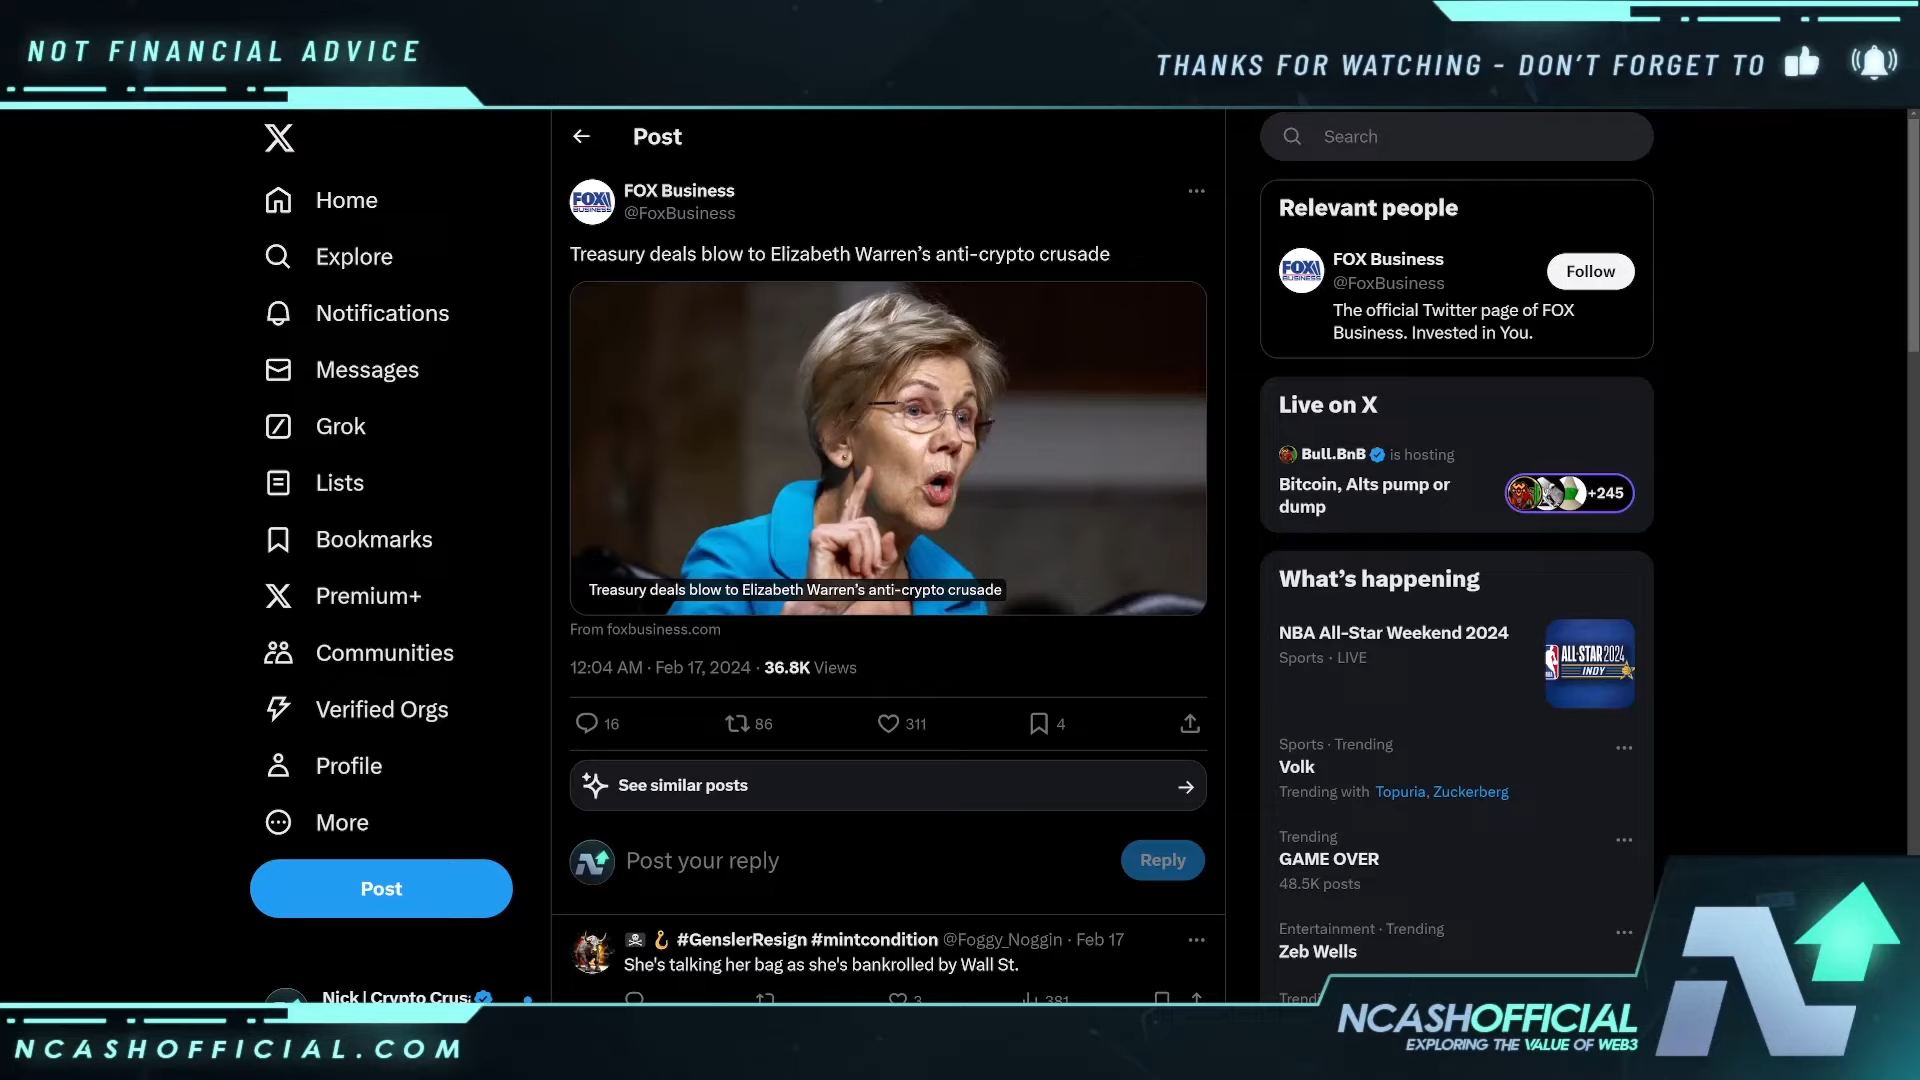 NOT FINANCIAL ADVICE
THANKS FOR WATCHING - DON'T FORGET TO
Home
Explore
Notifications
Messages
Grok
Lists
Bookmarks
Premium+
Communities
Verified Orgs
Profile
More
Post
Nick | Crypto Crus
Post
FOX Business
@FoxBusiness
Treasury deals blow to Elizabeth Warren’s anti-crypto crusade
Treasury deals blow to Elizabeth Warren’s anti-crypto crusade
From foxbusiness.com
12:04 AM · Feb 17, 2024 · 36.8K Views
16 86 311 4
See similar posts
Post your reply
Reply
#GenslerResign #mintcondition @Foggy_Noggin · Feb 17
She's talking her bag as she's bankrolled by Wall St.
3 381
Search
Relevant people
FOX BUSINESS
FOX Business
@FoxBusiness
Follow
The official Twitter page of FOX
Business. Invested in You.
Live on X
Bull.BnB is hosting
Bitcoin, Alts pump or
dump
+245
What’s happening
NBA All-Star Weekend 2024
Sports · LIVE
ALL-STAR 2024
INDY
Sports · Trending
Volk
Trending with Topuria, Zuckerberg
Trending
GAME OVER
48.5K posts
Entertainment · Trending
Zeb Wells
Trendi
NCASHOFFICIAL.COM
NCASHOFFICIAL
EXPLORING THE VALUE OF WEB3